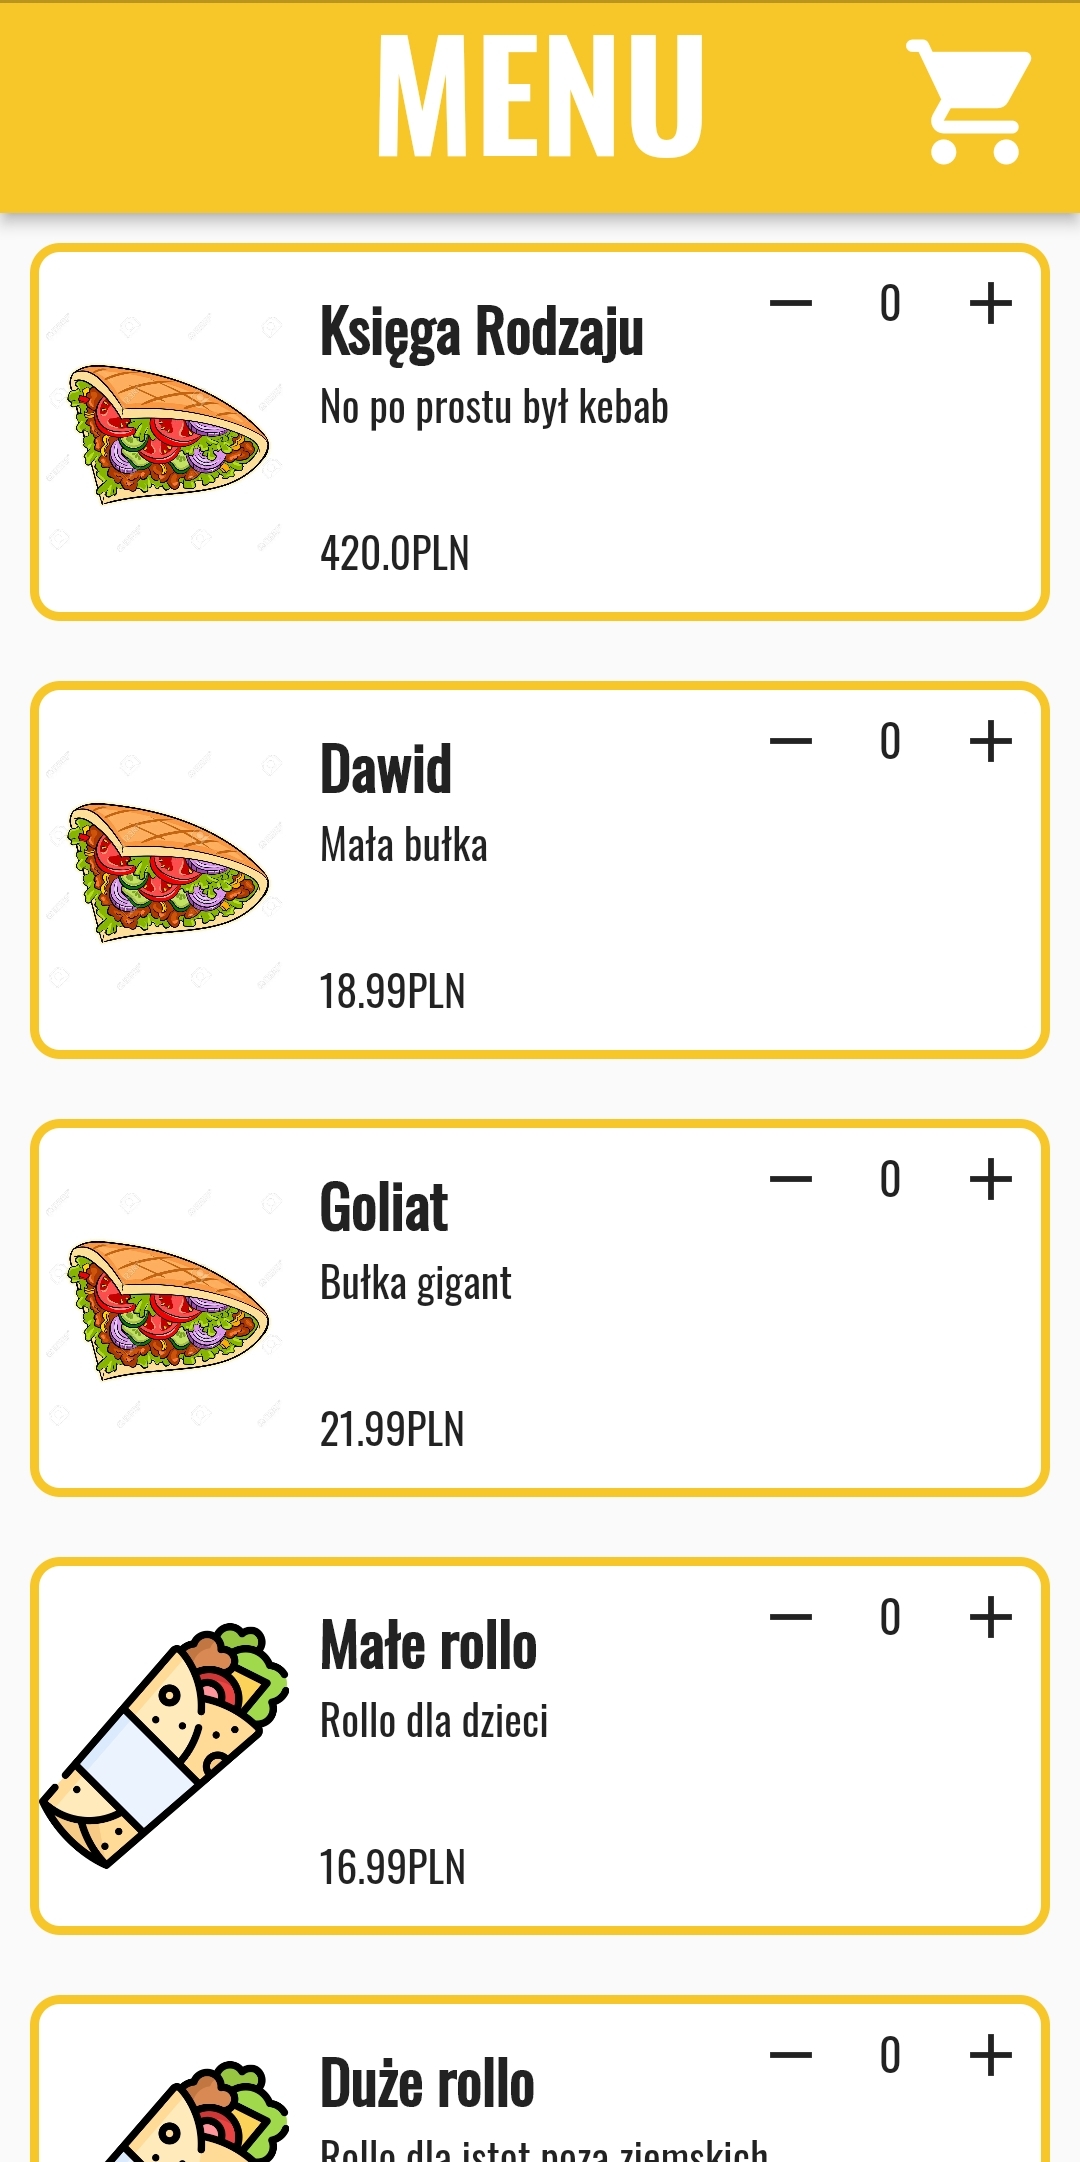 MENU
Księga Rodzaju
0
No po prostu był kebab
420.0PLN
Dawid
0
Mała bułka
18.99PLN
Goliat
0
Bułka gigant
21.99PLN
Małe rollo
0
Rollo dla dzieci
16.99PLN
Duże rollo
0
Rollo dla istot poza ziemskich